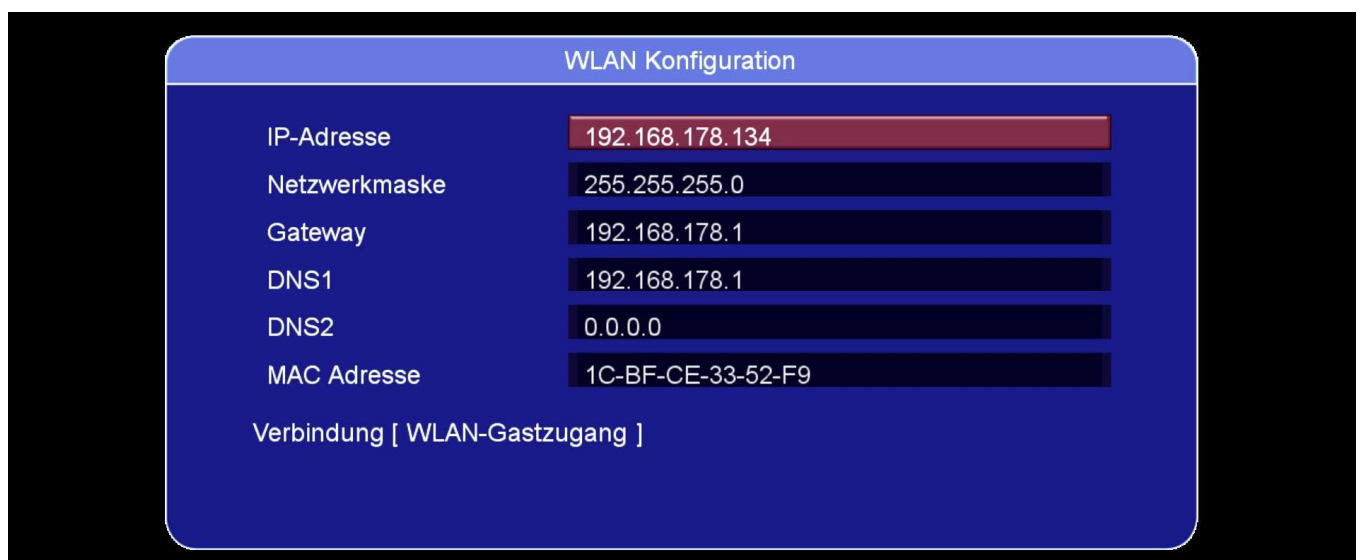 WLAN Konfiguration
IP-Adresse 192.168.178.134
Netzwerkmaske 255.255.255.0
Gateway 192.168.178.1
DNS1 192.168.178.1
DNS2 0.0.0.0
MAC Adresse 1C-BF-CE-33-52-F9
Verbindung [ WLAN-Gastzugang ]